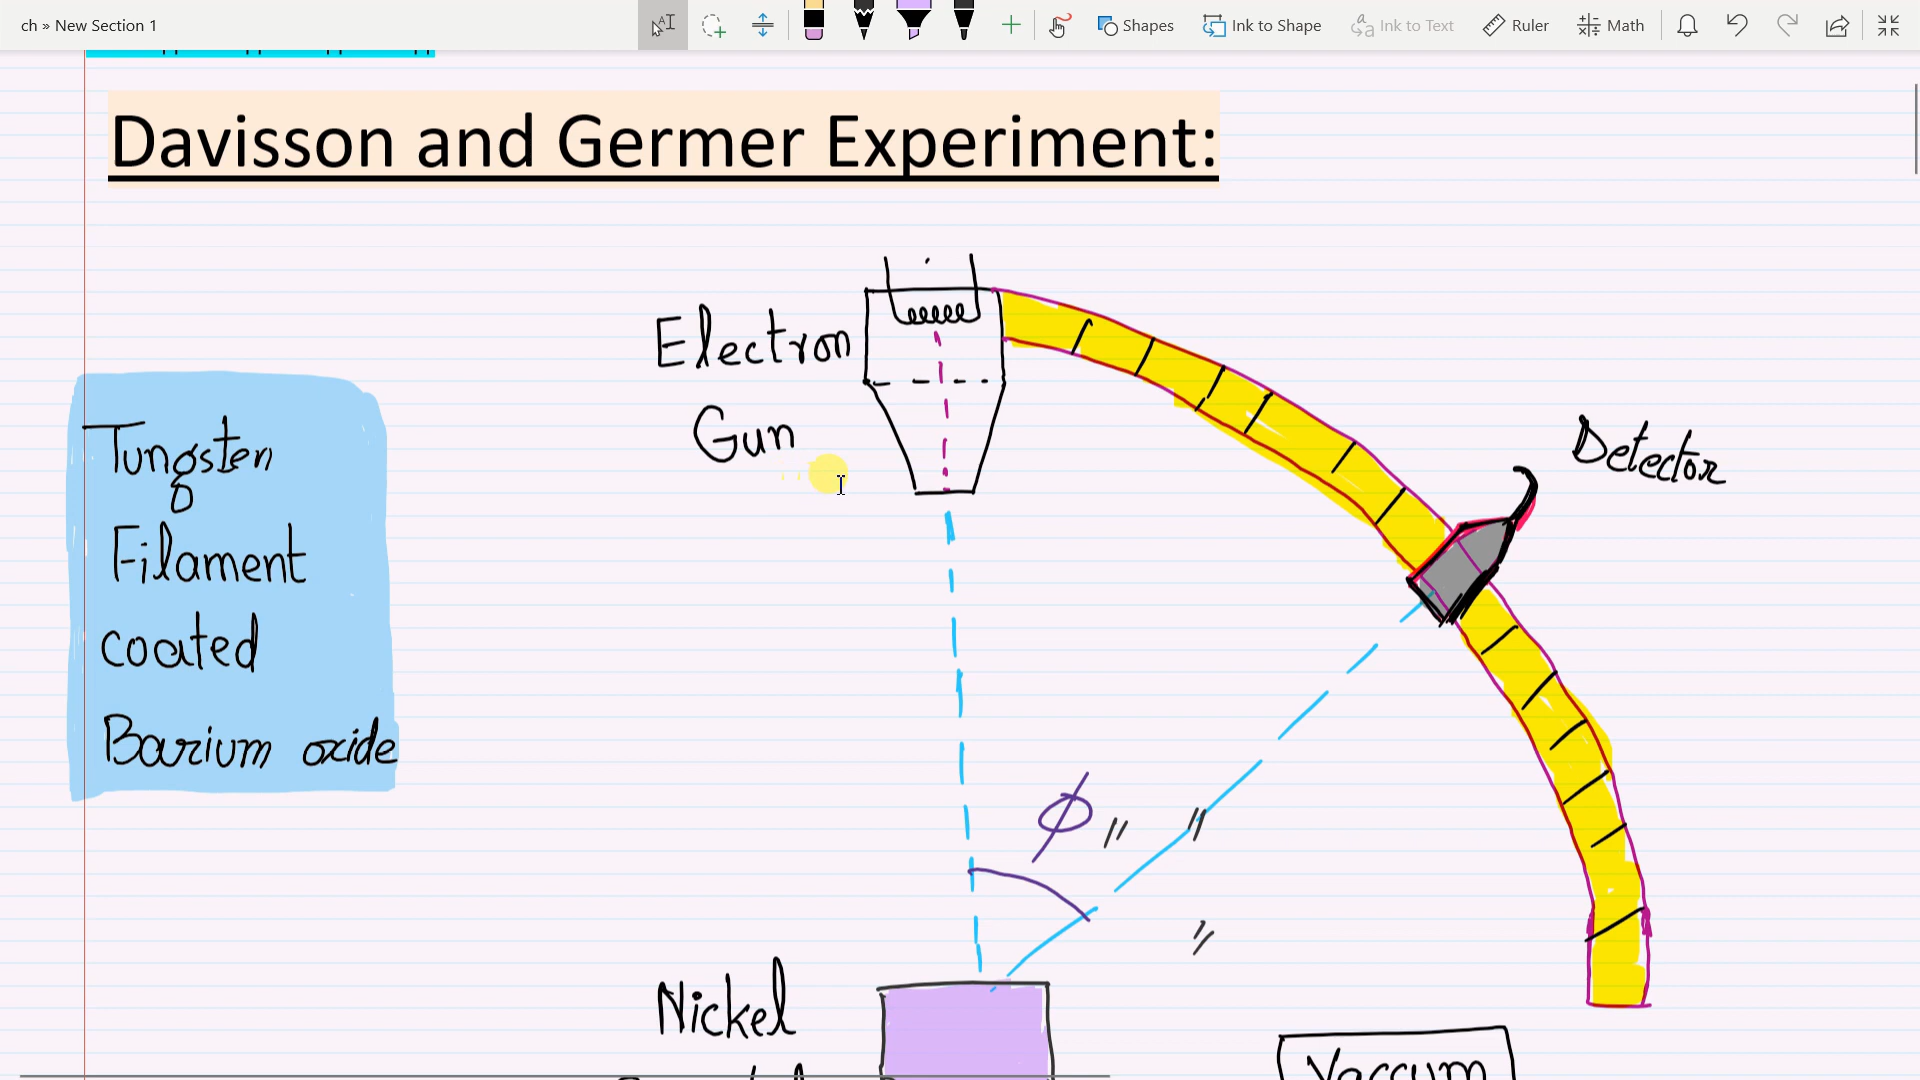 ch » New Section 1
Shapes
Ink to Shape
Ink to Text
Ruler
Math
Davisson and Germer Experiment:
Electron
Gun
Detector
Tungsten
Filament
coated
Barium oxide
ϕ
Nickel
Vaccum